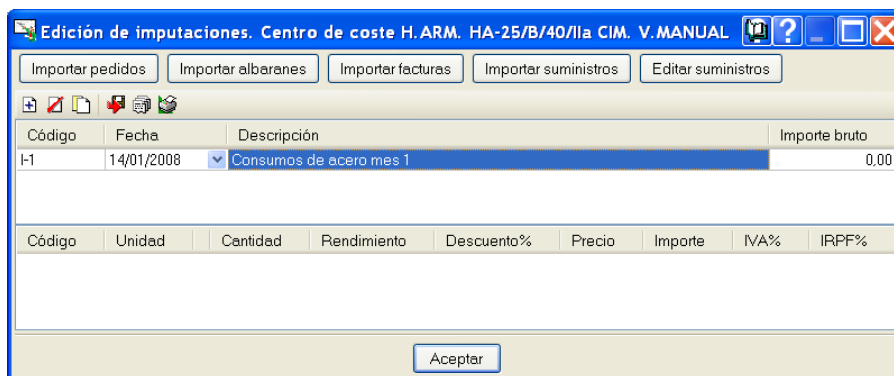 Edición de imputaciones. Centro de coste H.ARM. HA-25/B/40/IIa CIM. V.MANUAL
Importar pedidos Importar albaranes Importar facturas Importar suministros Editar suministros
Código Fecha Descripción Importe bruto
I-1 14/01/2008 Consumos de acero mes 1 0,00
Código Unidad Cantidad Rendimiento Descuento% Precio Importe IVA% IRPF%
Aceptar